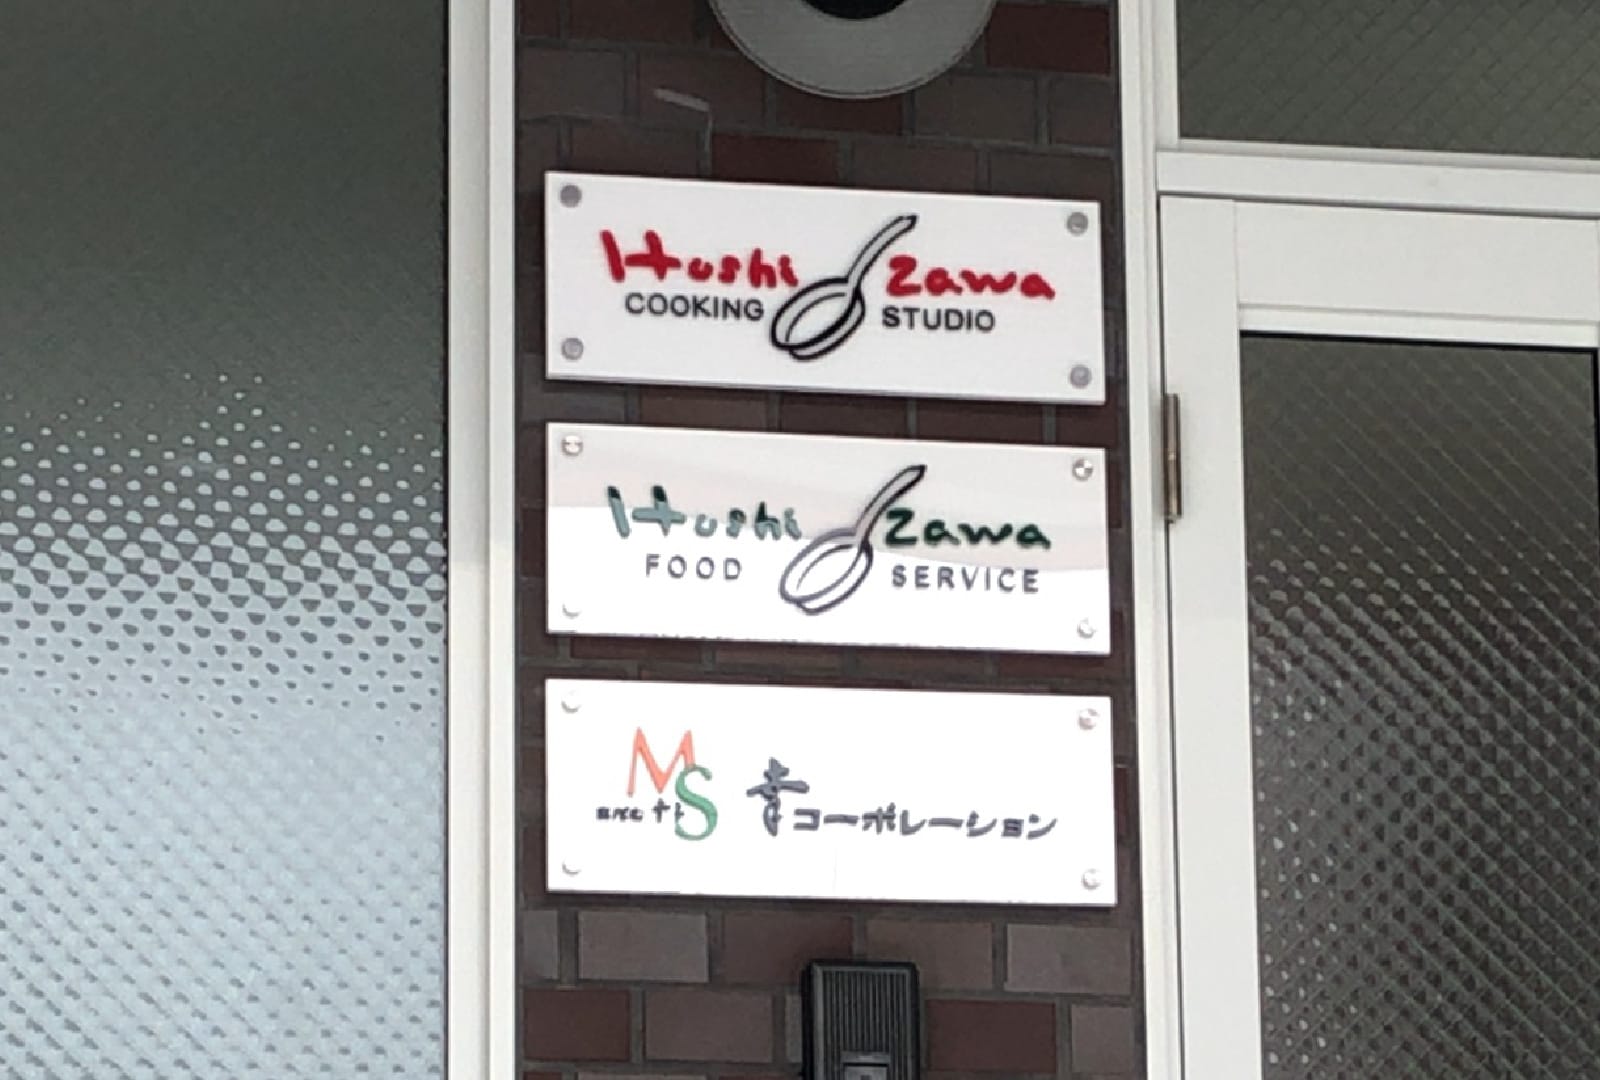 Hoshi Zawa
COOKING STUDIO
Hoshi Zawa
FOOD SERVICE
MS
コーポレーション